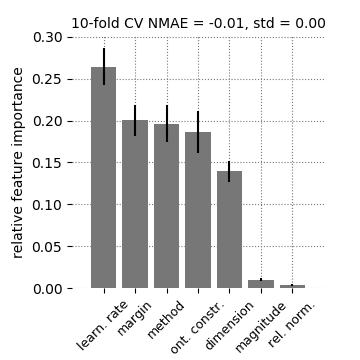 10-fold CV NMAE = -0.01, std = 0.00
relative feature importance
0.30
0.25
0.20
0.15
0.10
0.05
0.00
learn. rate
margin
method
ont. constr.
dimension
magnitude
rel. norm.